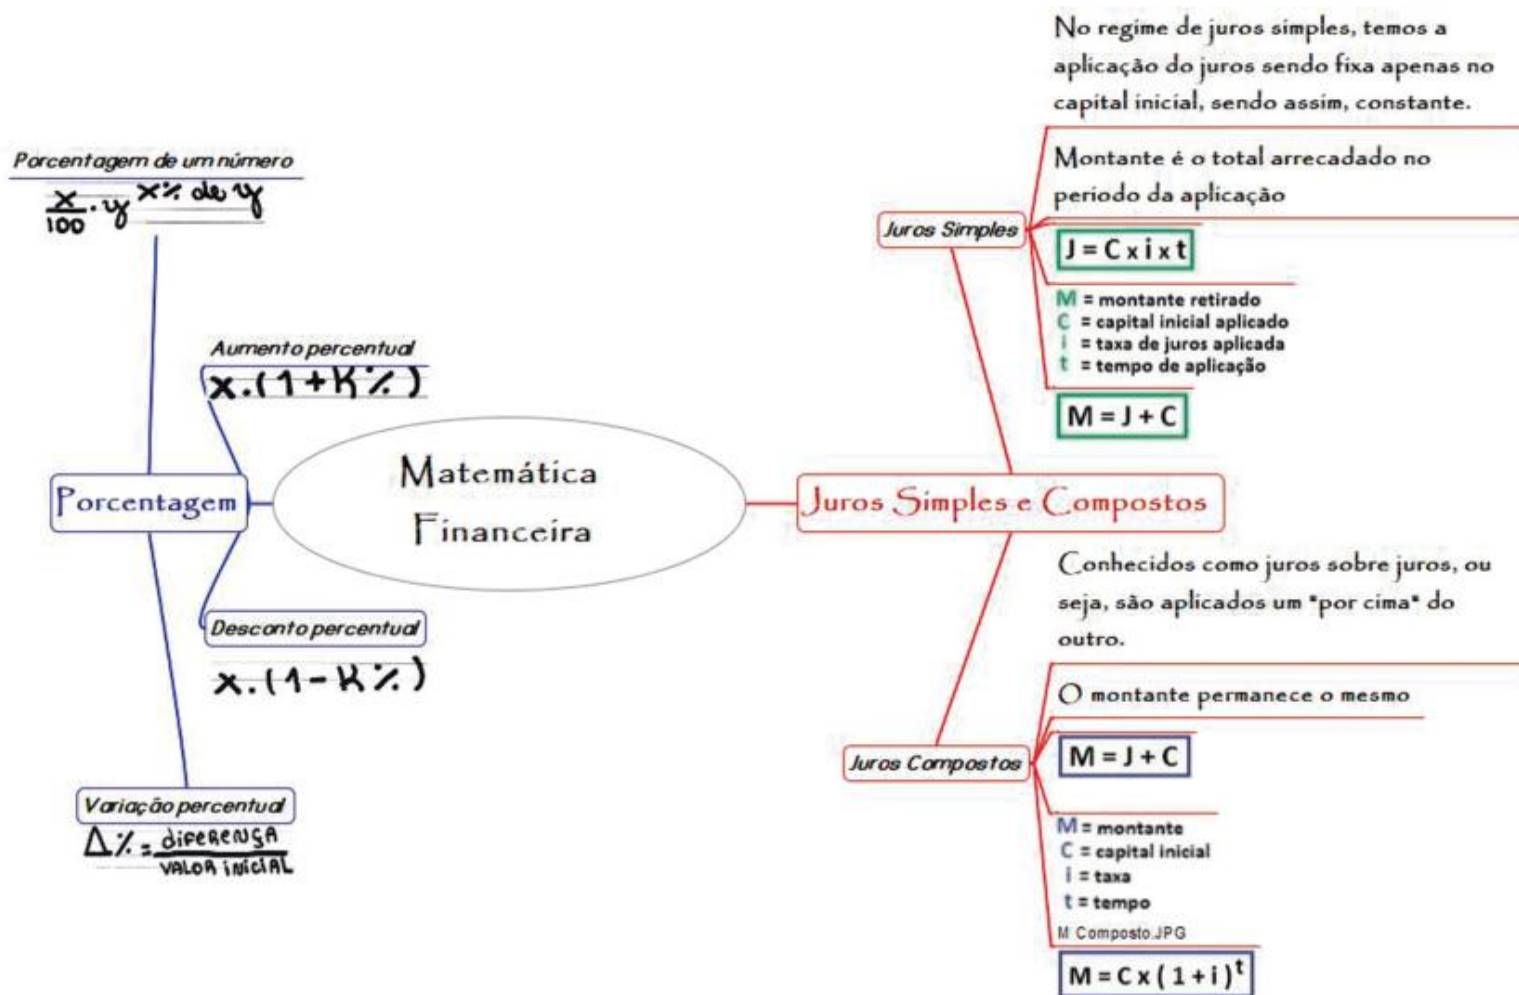 Matemática
Financeira
Porcentagem
Porcentagem de um número
x/100 . y x% de y
Aumento percentual
x.(1+K%)
Desconto percentual
x.(1-K%)
Variação percentual
Δ% = diferença/valor inicial
Juros Simples e Compostos
Juros Simples
No regime de juros simples, temos a
aplicação do juros sendo fixa apenas no
capital inicial, sendo assim, constante.
Montante é o total arrecadado no
periodo da aplicação
J = C x i x t
M = montante retirado
C = capital inicial aplicado
i = taxa de juros aplicada
t = tempo de aplicação
M = J + C
Juros Compostos
Conhecidos como juros sobre juros, ou
seja, são aplicados um "por cima" do
outro.
O montante permanece o mesmo
M = J + C
M = montante
C = capital inicial
i = taxa
t = tempo
M Composto.JPG
M = C x ( 1 + i )^t